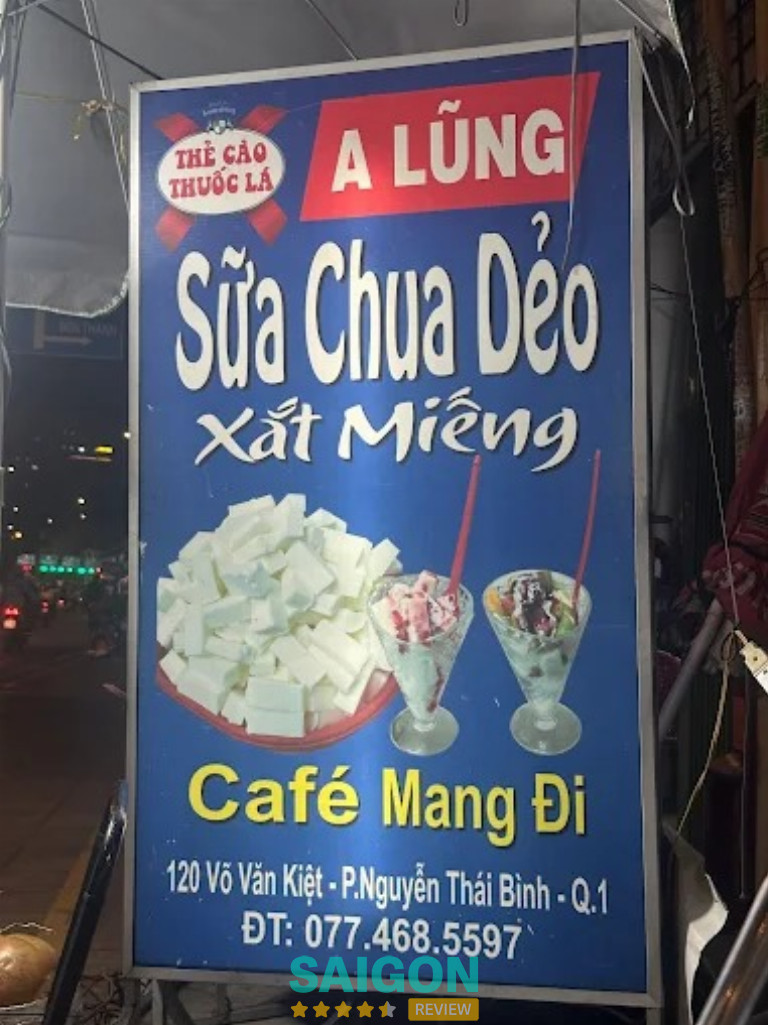 THẺ CÀO
THUỐC LÁ
A LŨNG
Sữa Chua Dẻo
Xắt Miếng
Café Mang Đi
120 Võ Văn Kiệt - P.Nguyễn Thái Bình - Q.1
ĐT: 077.468.5597
SAIGON
REVIEW